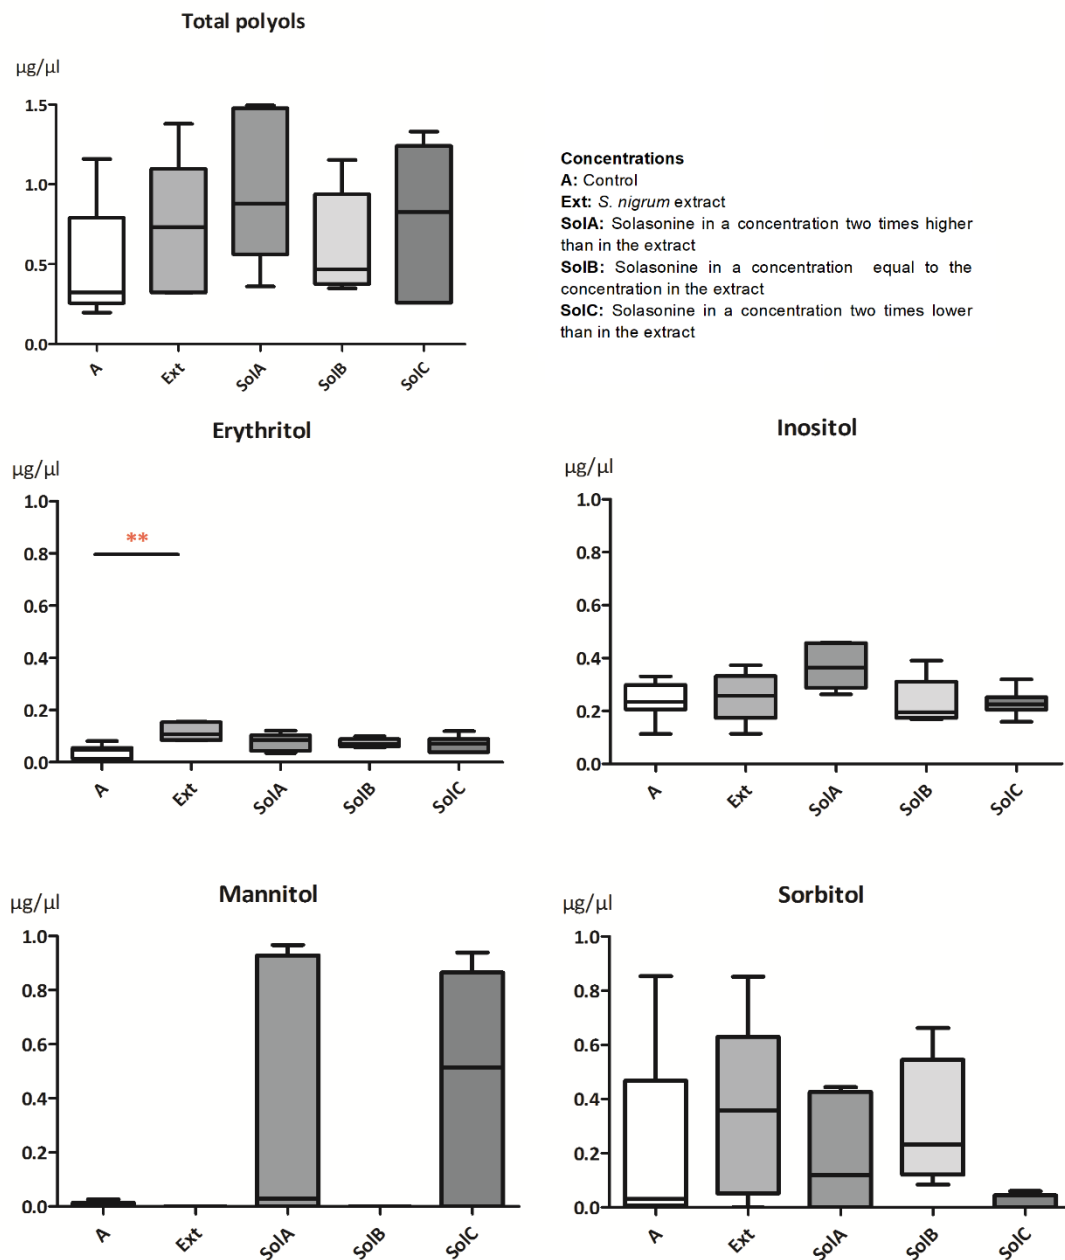 Total polyols
µg/µl
1.5
1.0
0.5
0.0
A Ext SolA SolB SolC
Concentrations
A: Control
Ext: S. nigrum extract
SolA: Solasonine in a concentration two times higher
than in the extract
SolB: Solasonine in a concentration equal to the
concentration in the extract
SolC: Solasonine in a concentration two times lower
than in the extract
Erythritol
µg/µl
1.0
0.8
0.6
0.4
0.2
0.0
**
A Ext SolA SolB SolC
Inositol
µg/µl
1.0
0.8
0.6
0.4
0.2
0.0
A Ext SolA SolB SolC
Mannitol
µg/µl
1.0
0.8
0.6
0.4
0.2
0.0
A Ext SolA SolB SolC
Sorbitol
µg/µl
1.0
0.8
0.6
0.4
0.2
0.0
A Ext SolA SolB SolC